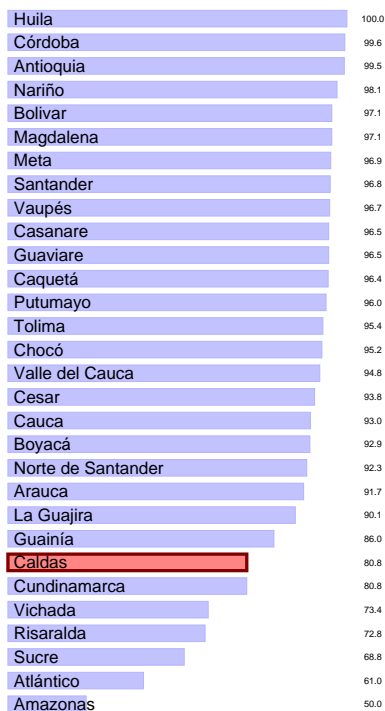 Huila 100.0
Córdoba 99.6
Antioquia 99.5
Nariño 98.1
Bolivar 97.1
Magdalena 97.1
Meta 96.9
Santander 96.8
Vaupés 96.7
Casanare 96.5
Guaviare 96.5
Caquetá 96.4
Putumayo 96.0
Tolima 95.4
Chocó 95.2
Valle del Cauca 94.8
Cesar 93.8
Cauca 93.0
Boyacá 92.9
Norte de Santander 92.3
Arauca 91.7
La Guajira 90.1
Guainía 86.0
Caldas 80.8
Cundinamarca 80.8
Vichada 73.4
Risaralda 72.8
Sucre 68.8
Atlántico 61.0
Amazonas 50.0